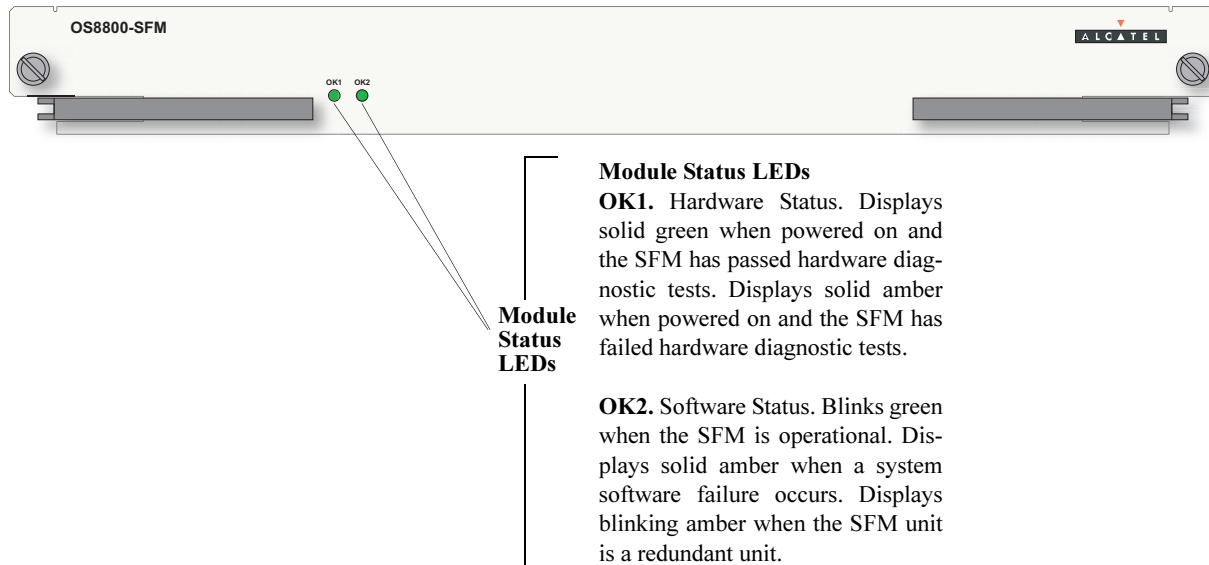 OS8800-SFM
ALCATEL
OK1 OK2
Module Status LEDs
OK1. Hardware Status. Displays
solid green when powered on and
the SFM has passed hardware diag-
nostic tests. Displays solid amber
when powered on and the SFM has
failed hardware diagnostic tests.
Module
Status
LEDs
OK2. Software Status. Blinks green
when the SFM is operational. Dis-
plays solid amber when a system
software failure occurs. Displays
blinking amber when the SFM unit
is a redundant unit.